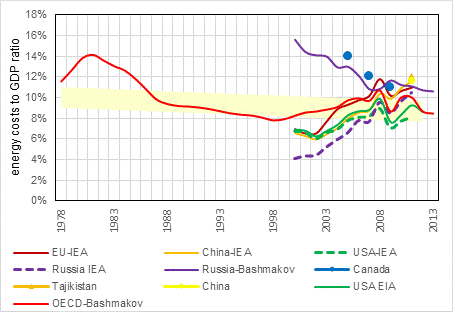 energy costs to GDP ratio
18%
16%
14%
12%
10%
8%
6%
4%
2%
0%
1978
1983
1988
1993
1998
2003
2008
2013
EU-IEA
China-IEA
USA-IEA
Russia IEA
Russia-Bashmakov
Canada
Tajikistan
China
USA EIA
OECD-Bashmakov